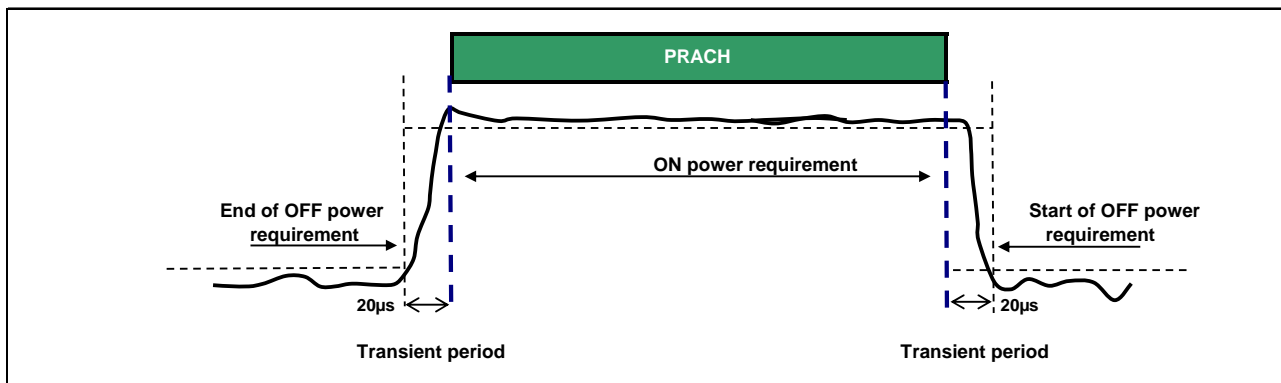 PRACH
ON power requirement
End of OFF power
requirement
Start of OFF power
requirement
20µs
20µs
Transient period
Transient period